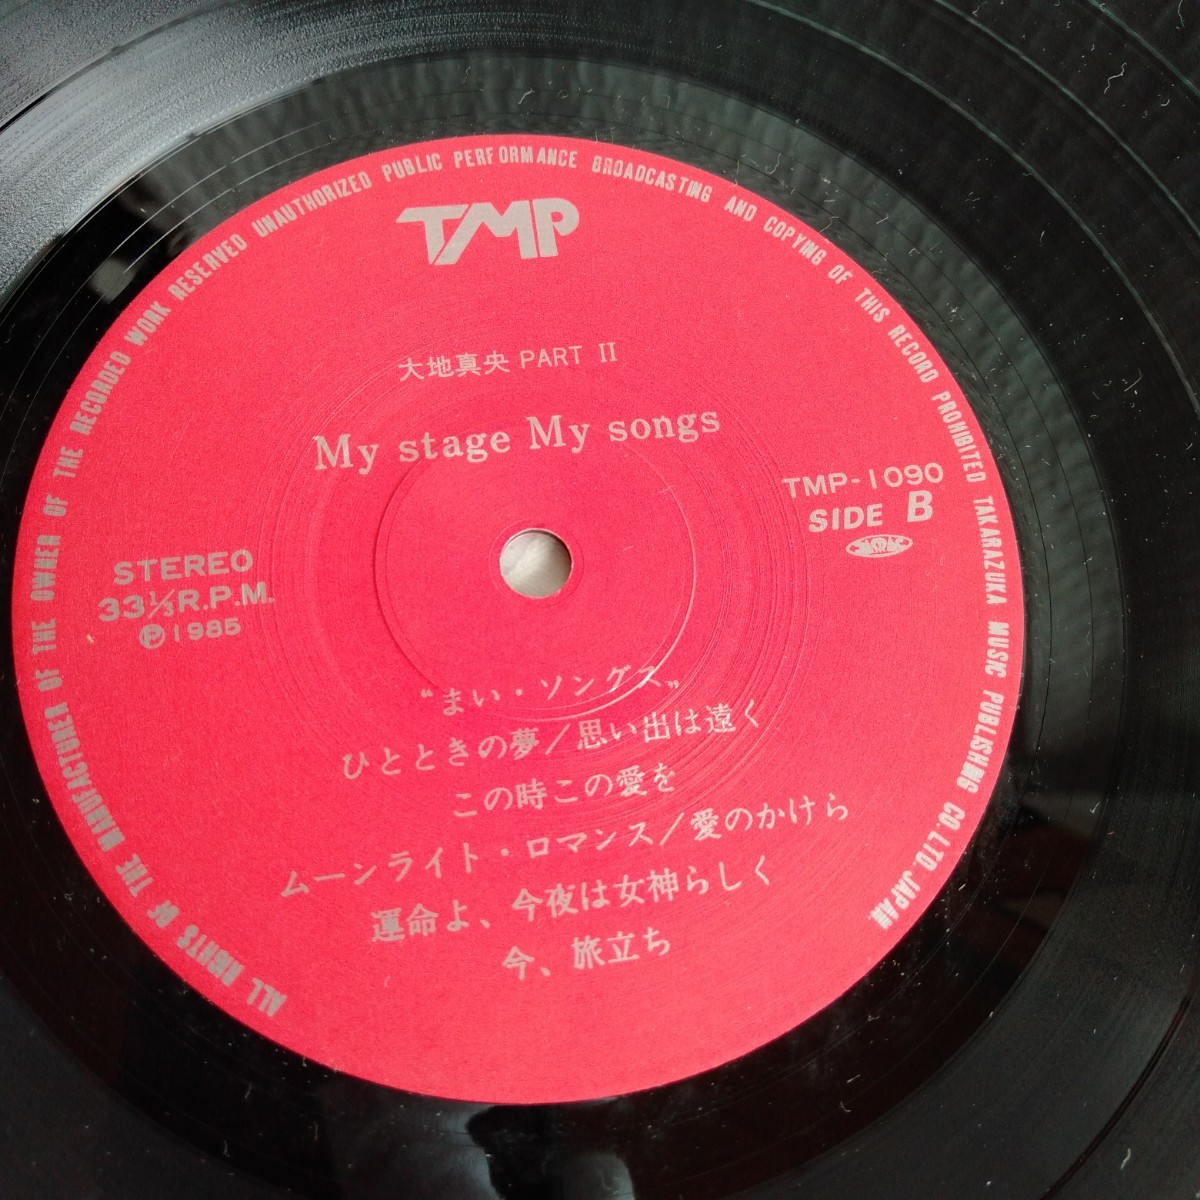 ALL RIGHTS OF THE MANUFACTURER OF THE OWNER OF THE RECORDED WORK RESERVED UNAUTHORIZED PUBLIC PERFORMANCE BROADCASTING AND COPYING OF THIS RECORD PROHIBITED TAKARAZUKA MUSIC PUBLISHING CO.LTD.JAPAN.
TMP
大地真央 PART II
My stage My songs
TMP-1090
SIDE B
STEREO
33⅓R.P.M.
Ⓟ1985
“まい・ソングス„
ひとときの夢/思い出は遠く
この時この愛を
ムーンライト・ロマンス/愛のかけら
運命よ、今夜は女神らしく
今、旅立ち